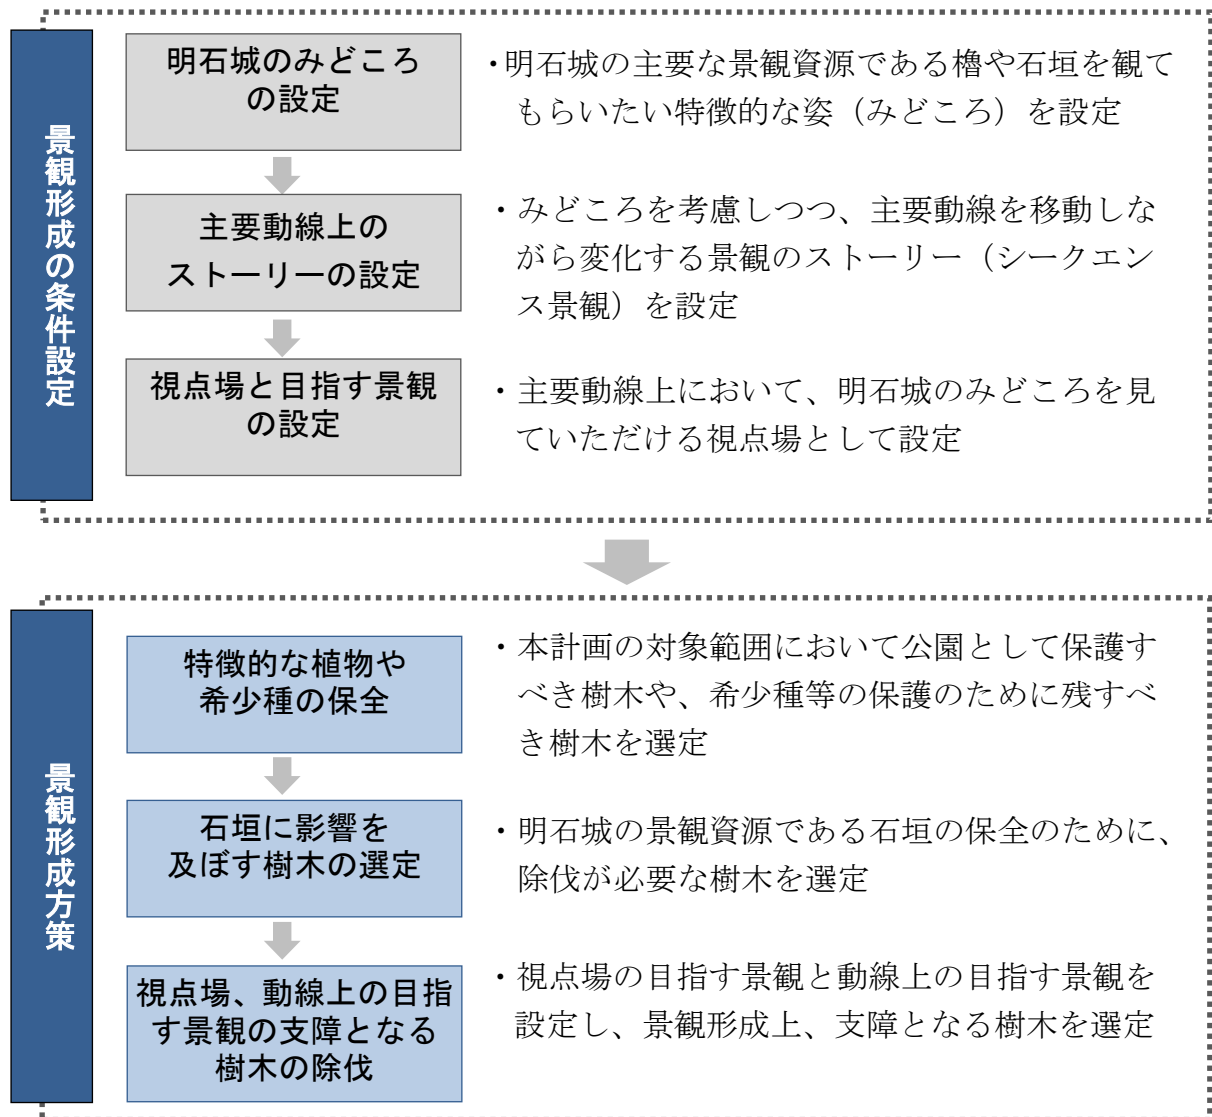 景観形成の条件設定
明石城のみどころ
の設定
・明石城の主要な景観資源である櫓や石垣を観て
もらいたい特徴的な姿（みどころ）を設定
主要動線上の
ストーリーの設定
・みどころを考慮しつつ、主要動線を移動しな
がら変化する景観のストーリー（シークエン
ス景観）を設定
視点場と目指す景観
の設定
・主要動線上において、明石城のみどころを見
ていただける視点場として設定
景観形成方策
特徴的な植物や
希少種の保全
・本計画の対象範囲において公園として保護す
べき樹木や、希少種等の保護のために残すべ
き樹木を選定
石垣に影響を
及ぼす樹木の選定
・明石城の景観資源である石垣の保全のために、
除伐が必要な樹木を選定
視点場、動線上の目指
す景観の支障となる
樹木の除伐
・視点場の目指す景観と動線上の目指す景観を
設定し、景観形成上、支障となる樹木を選定